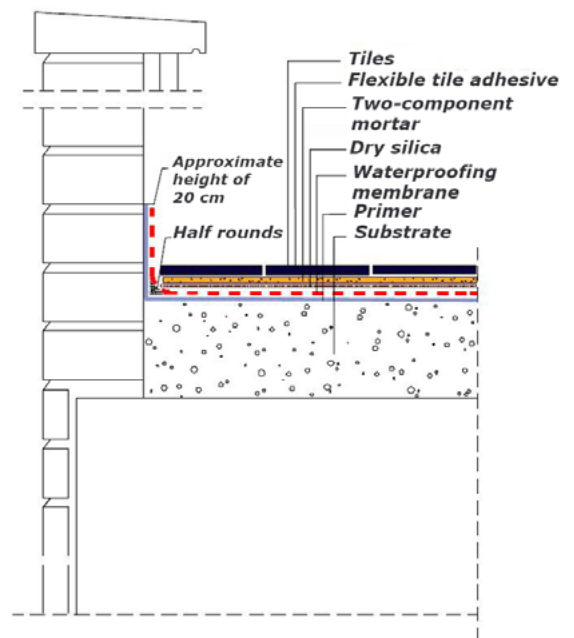 Tiles
Flexible tile adhesive
Two-component
mortar
Dry silica
Waterproofing
membrane
Primer
Substrate
Approximate
height of
20 cm
Half rounds